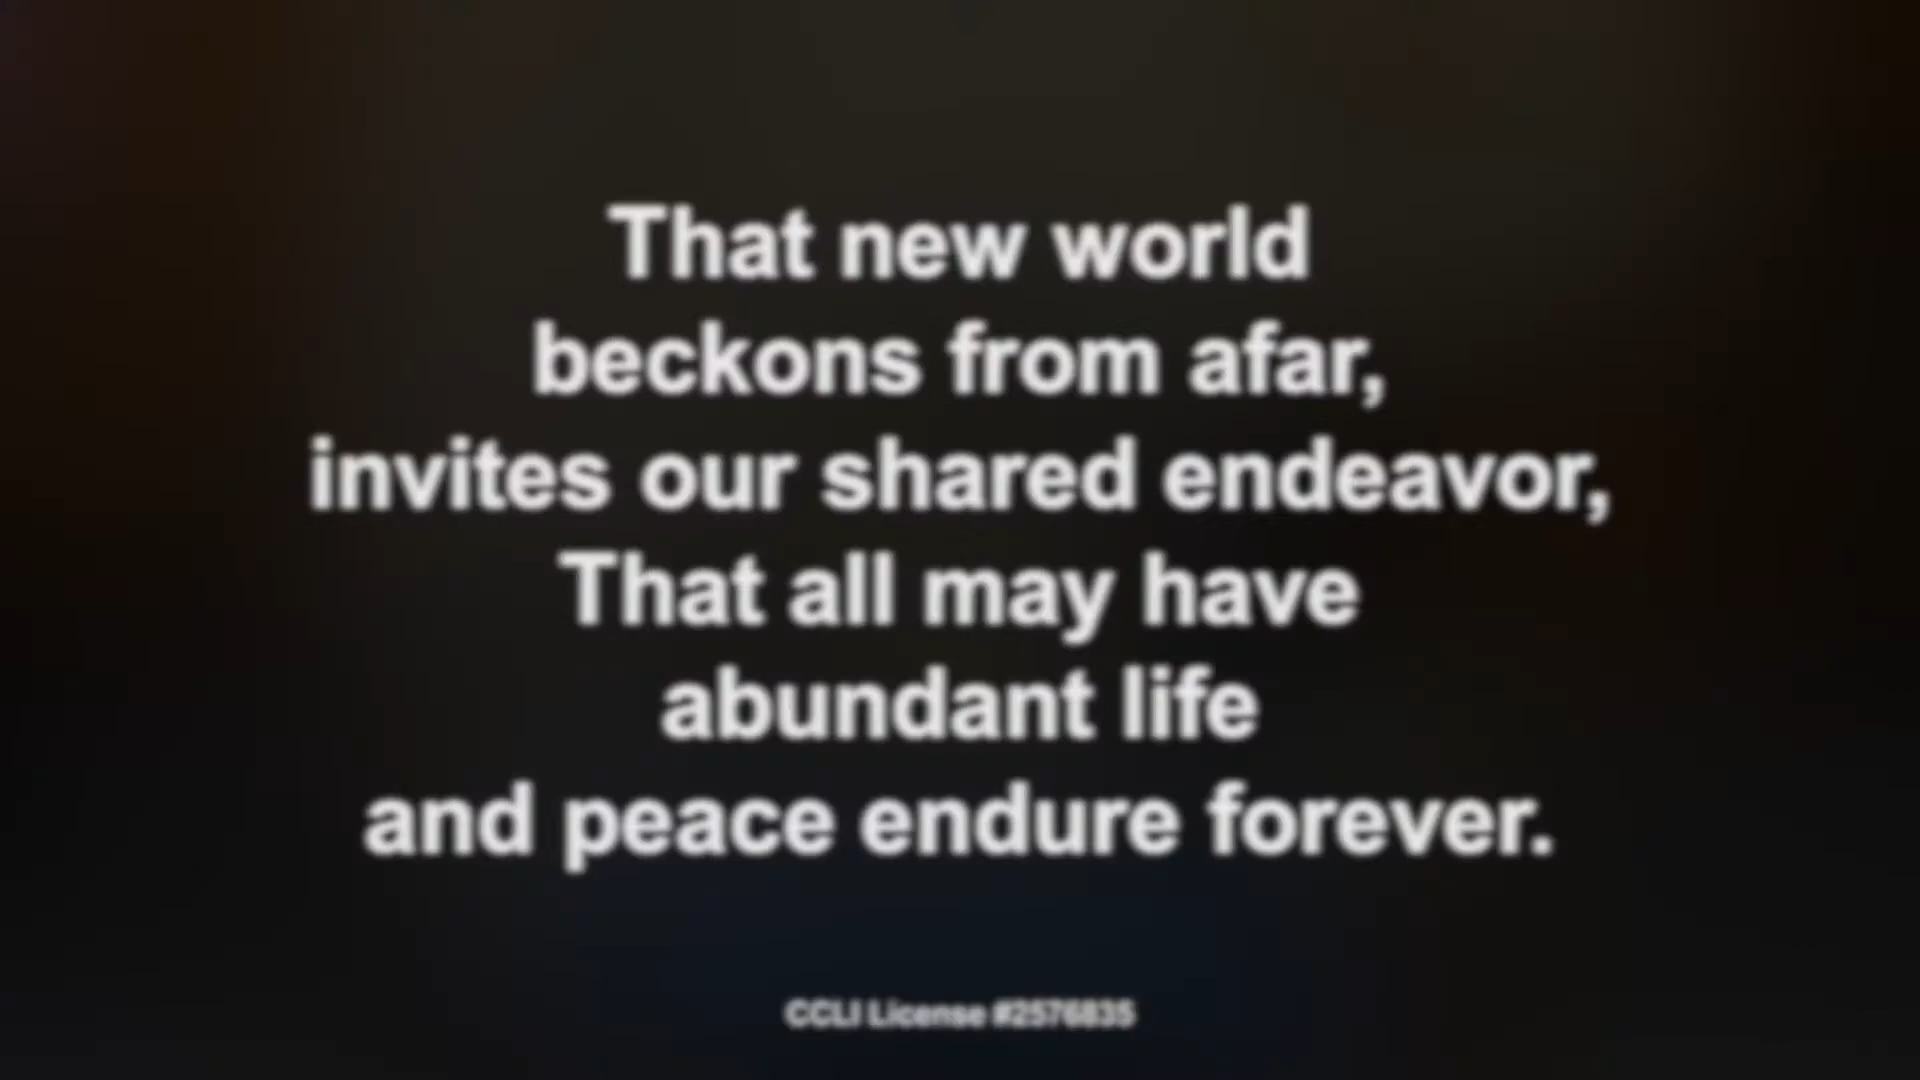 That new world
beckons from afar,
invites our shared endeavor,
That all may have
abundant life
and peace endure forever.
CCLI License #2576835